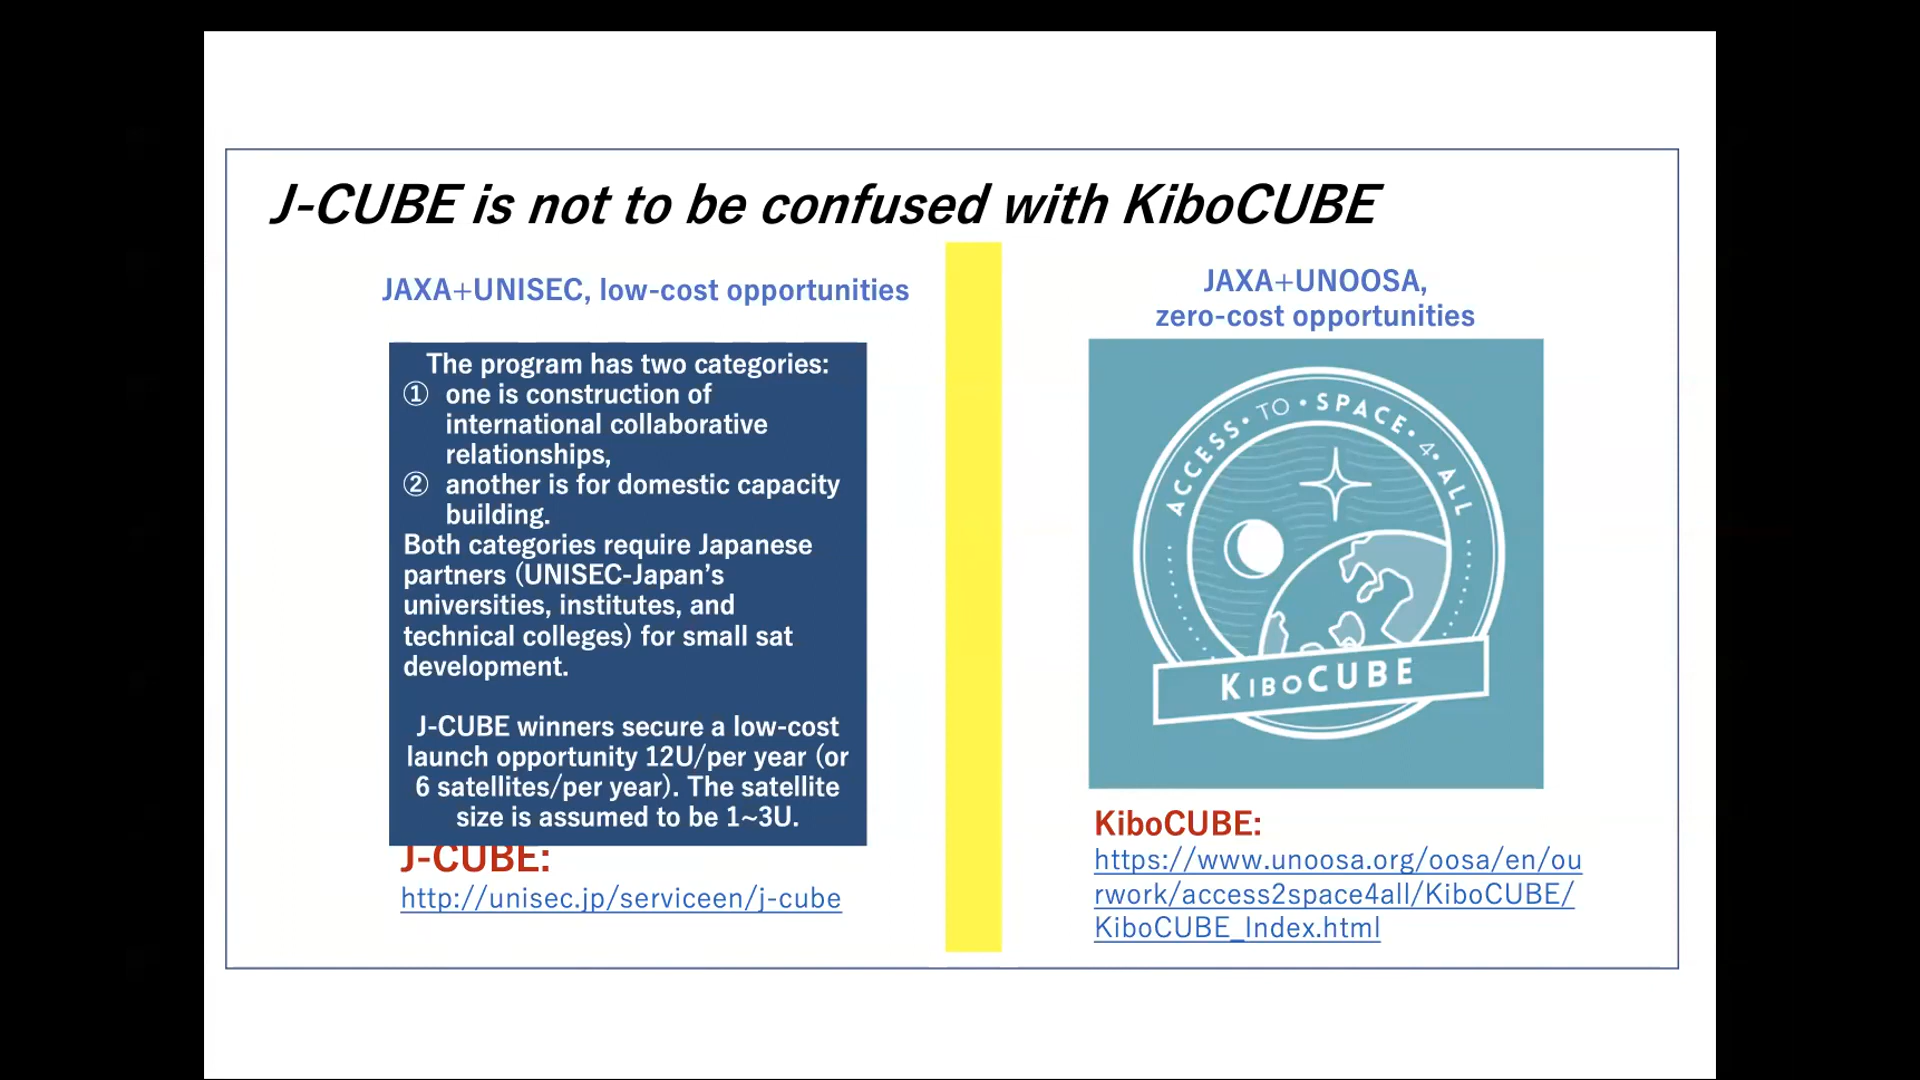 J-CUBE is not to be confused with KiboCUBE
JAXA+UNISEC, low-cost opportunities
The program has two categories:
① one is construction of
international collaborative
relationships,
② another is for domestic capacity
building.
Both categories require Japanese
partners (UNISEC-Japan's
universities, institutes, and
technical colleges) for small sat
development.
J-CUBE winners secure a low-cost
launch opportunity 12U/per year (or
6 satellites/per year). The satellite
size is assumed to be 1~3U.
J-CUBE:
http://unisec.jp/serviceen/j-cube
JAXA+UNOOSA,
zero-cost opportunities
ACCESS • TO • SPACE • 4 • ALL
KIBOCUBE
KiboCUBE:
https://www.unoosa.org/oosa/en/ou
rwork/access2space4all/KiboCUBE/
KiboCUBE_Index.html